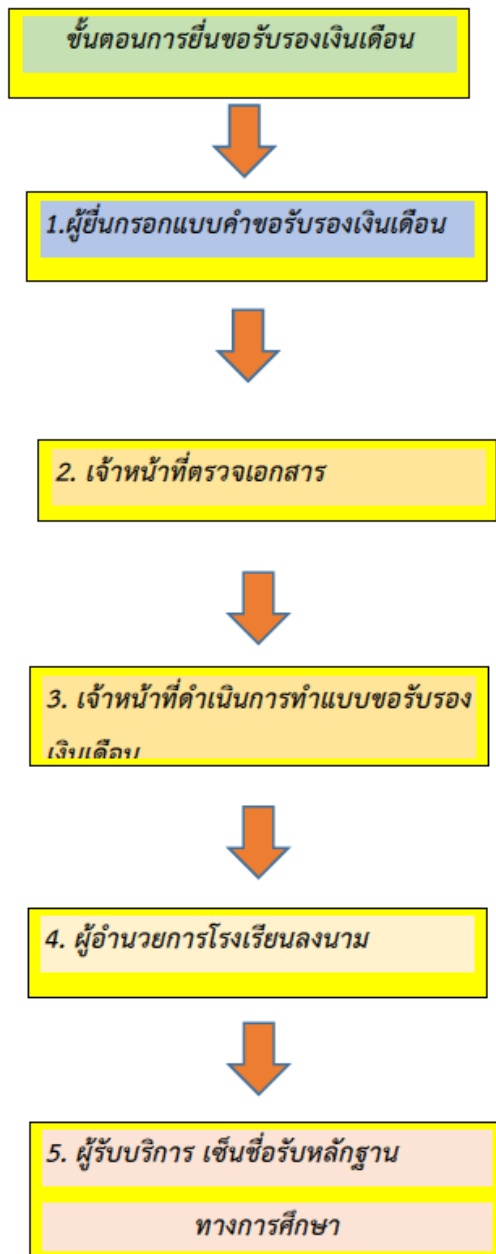 ขั้นตอนการยื่นขอรับรองเงินเดือน
1.ผู้ยื่นกรอกแบบคำขอรับรองเงินเดือน
2. เจ้าหน้าที่ตรวจเอกสาร
3. เจ้าหน้าที่ดำเนินการทำแบบขอรับรอง
เงินเดือน
4. ผู้อำนวยการโรงเรียนลงนาม
5. ผู้รับบริการ เซ็นชื่อรับหลักฐาน
ทางการศึกษา